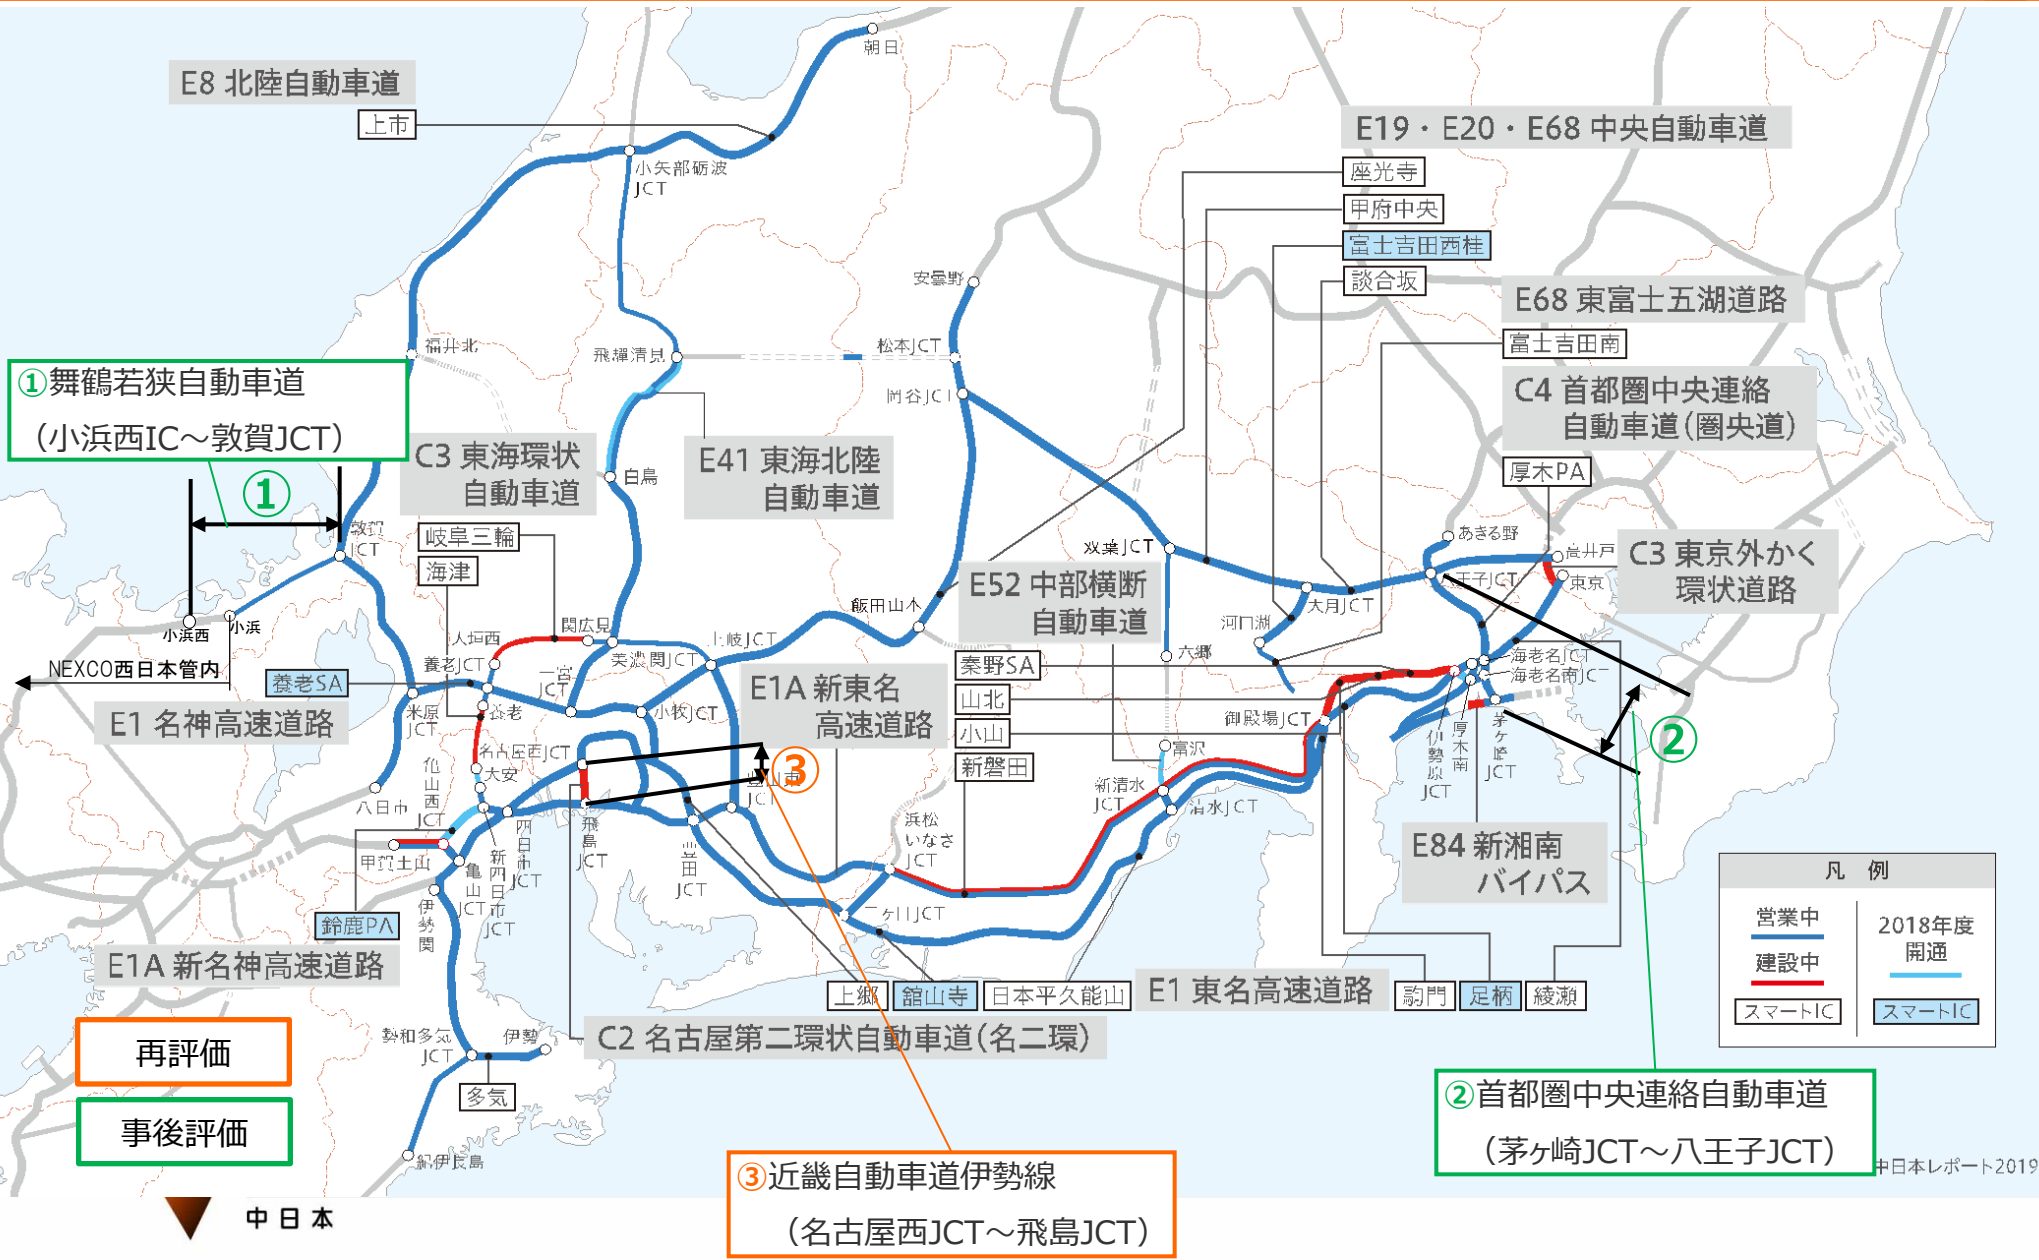 朝日
E8 北陸自動車道
上市
小矢部砺波
JCT
E19・E20・E68 中央自動車道
座光寺
甲府中央
富士吉田西桂
談合坂
安曇野
E68 東富士五湖道路
富士吉田南
福井北
飛騨清見
松本JCT
岡谷JCT
C4 首都圏中央連絡
自動車道(圏央道)
①舞鶴若狭自動車道
（小浜西IC～敦賀JCT）
C3 東海環状
自動車道
E41 東海北陸
自動車道
白鳥
厚木PA
①
敦賀
JCT
岐阜三輪
海津
双葉JCT
あきる野
高井戸
東京
C3 東京外かく
環状道路
八王子JCT
大月JCT
E52 中部横断
自動車道
飯田山本
河口湖
小浜西
小浜
大垣西
関広見
土岐JCT
美濃関JCT
六郷
海老名JCT
海老名南JCT
NEXCO西日本管内
養老SA
養老JCT
一宮
JCT
秦野SA
山北
小山
新磐田
E1A 新東名
高速道路
E1 名神高速道路
米原
JCT
養老
小牧JCT
御殿場JCT
厚木南
伊勢原JCT
茅ヶ崎JCT
②
名古屋西JCT
大安
富沢
③
豊山南
JCT
八日市
新清水
JCT
清水JCT
浜松
いなさ
JCT
飛島JCT
豊田JCT
四日市JCT
新四日市JCT
亀山JCT
甲賀土山
伊勢関
E84 新湘南
バイパス
凡 例
営業中
建設中
スマートIC
2018年度
開通
スマートIC
鈴鹿PA
三ヶ日JCT
E1A 新名神高速道路
上郷
舘山寺
日本平久能山
E1 東名高速道路
駒門
足柄
綾瀬
C2 名古屋第二環状自動車道(名二環)
勢和多気
JCT
伊勢
多気
再評価
事後評価
②首都圏中央連絡自動車道
（茅ヶ崎JCT～八王子JCT）
紀伊長島
中日本レポート2019
③近畿自動車道伊勢線
（名古屋西JCT～飛島JCT）
中日本